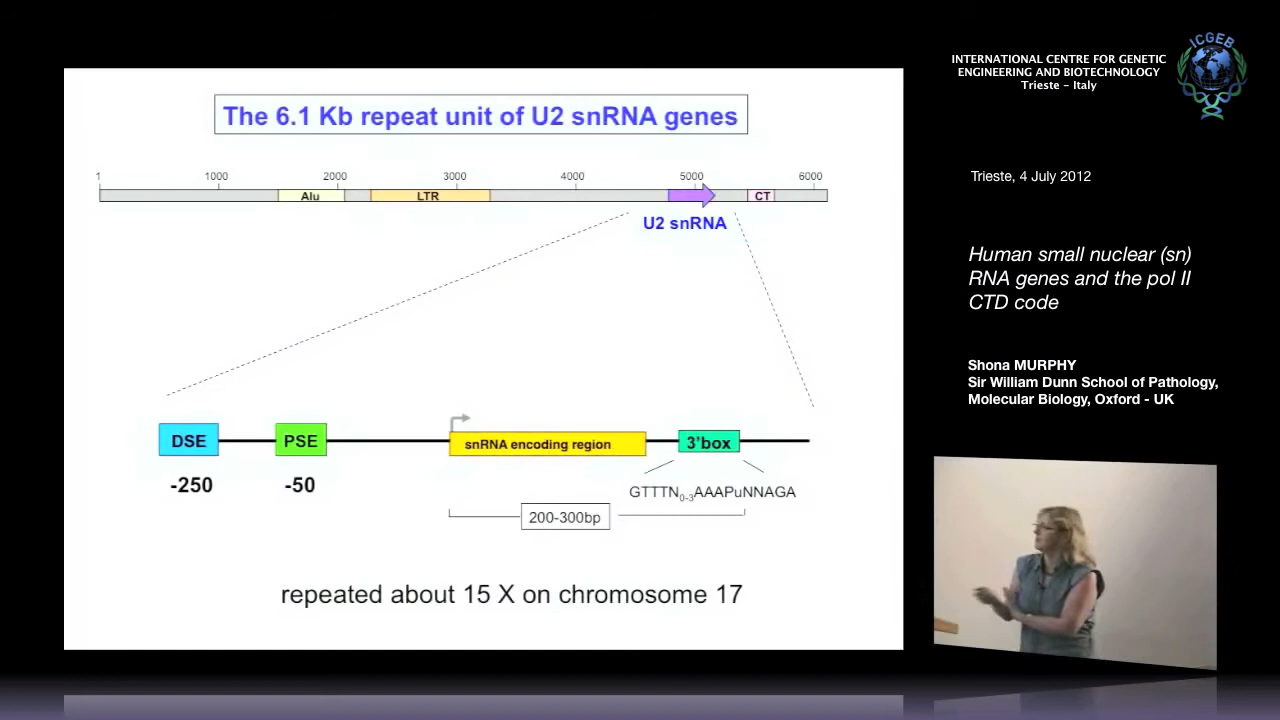 The 6.1 Kb repeat unit of U2 snRNA genes
1 1000 2000 3000 4000 5000 6000
Alu LTR CT
U2 snRNA
DSE PSE snRNA encoding region 3'box
-250 -50
GTTTN0-3AAAPuNNAGA
200-300bp
repeated about 15 X on chromosome 17
INTERNATIONAL CENTRE FOR GENETIC
ENGINEERING AND BIOTECHNOLOGY
Trieste - Italy
ICGEB
Trieste, 4 July 2012
Human small nuclear (sn)
RNA genes and the pol II
CTD code
Shona MURPHY
Sir William Dunn School of Pathology,
Molecular Biology, Oxford - UK